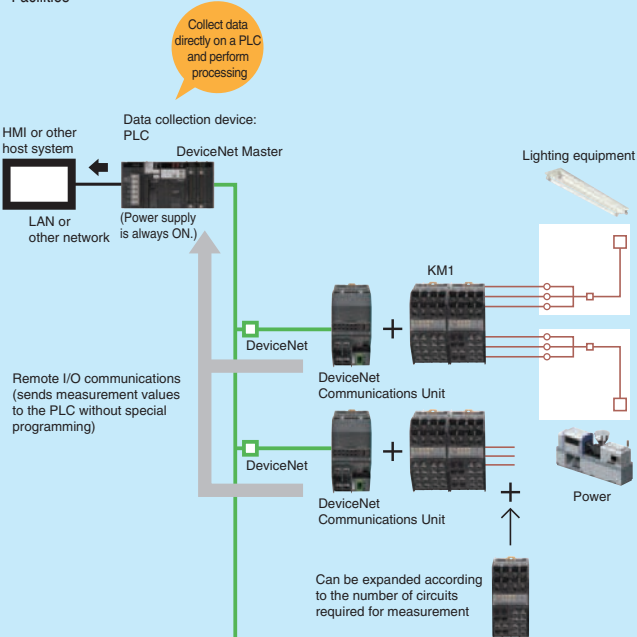 Facilities
Collect data
directly on a PLC
and perform
processing
Data collection device:
PLC
DeviceNet Master
HMI or other
host system
LAN or
other network
(Power supply
is always ON.)
Lighting equipment
KM1
DeviceNet
DeviceNet
Communications Unit
Remote I/O communications
(sends measurement values
to the PLC without special
programming)
DeviceNet
DeviceNet
Communications Unit
Power
Can be expanded according
to the number of circuits
required for measurement